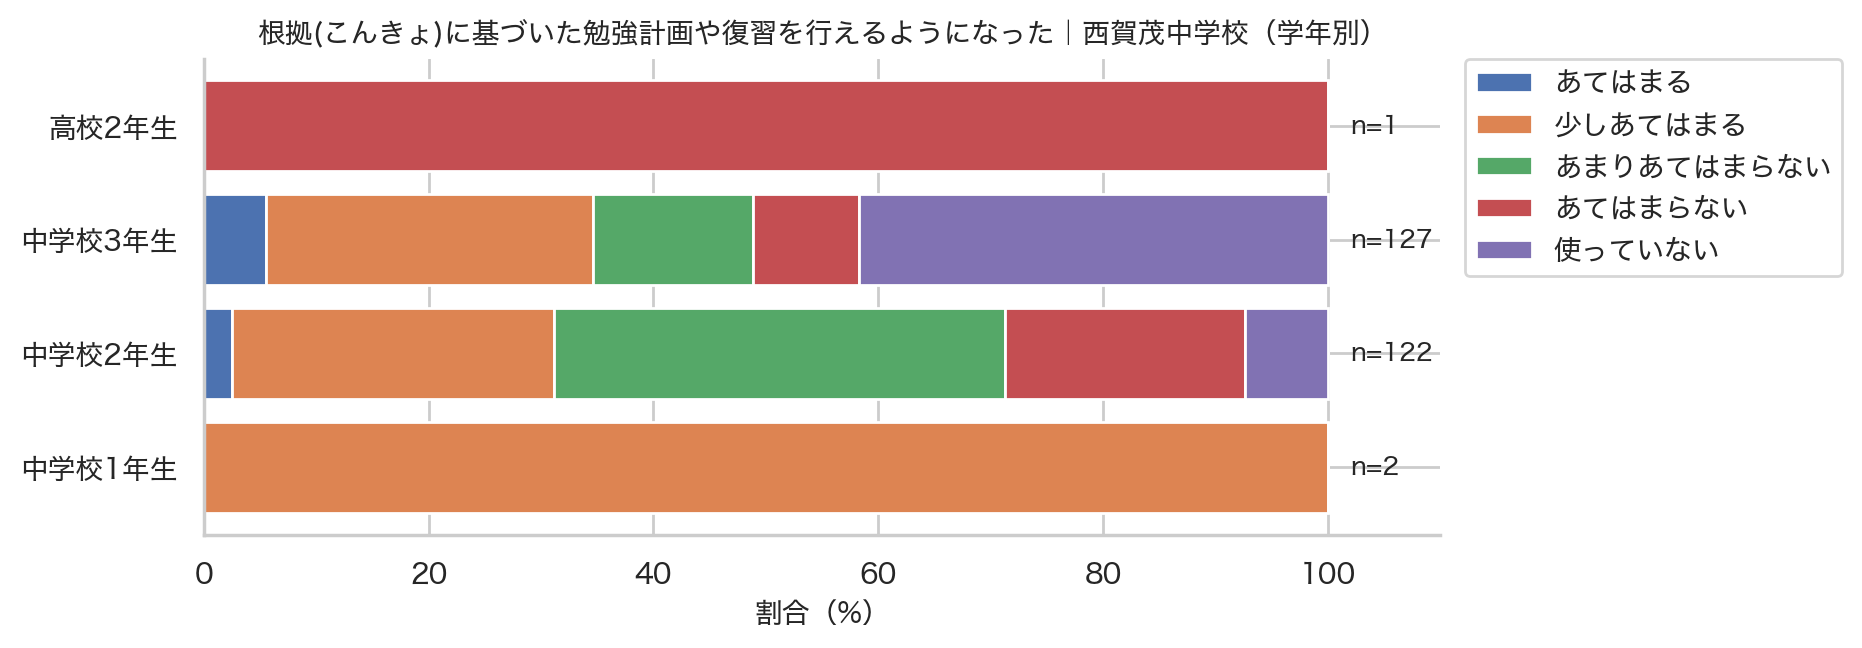 根拠(こんきょ)に基づいた勉強計画や復習を行えるようになった｜西賀茂中学校（学年別）
高校2年生
n=1
中学校3年生
n=127
中学校2年生
n=122
中学校1年生
n=2
0 20 40 60 80 100
割合（%）
あてはまる
少しあてはまる
あまりあてはまらない
あてはまらない
使っていない